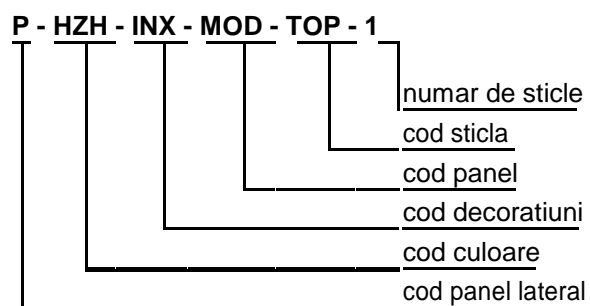 P - HZH - INX - MOD - TOP - 1
numar de sticle
cod sticla
cod panel
cod decoratiuni
cod culoare
cod panel lateral